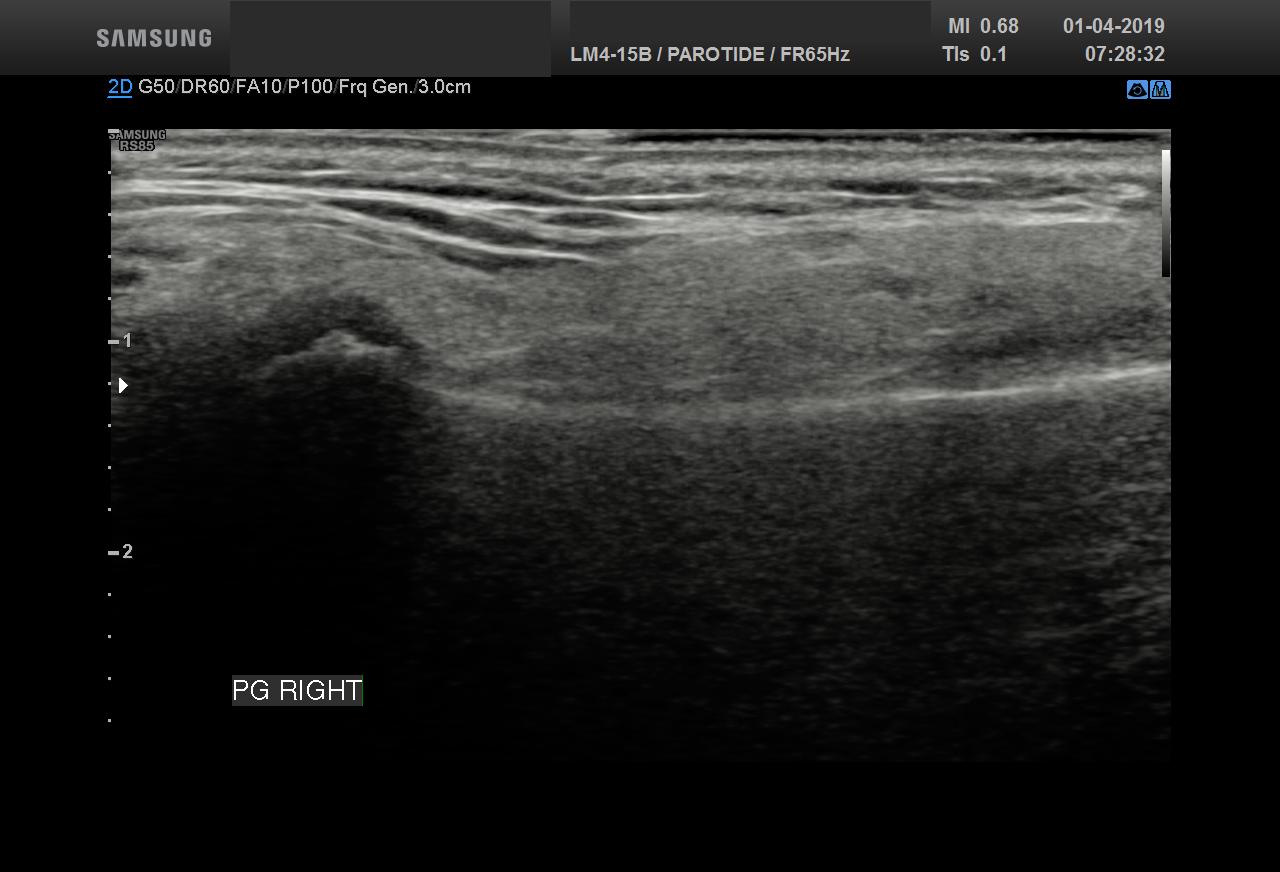 SAMSUNG
LM4-15B / PAROTIDE / FR65Hz
MI 0.68
TIs 0.1
01-04-2019
07:28:32
2D G50/DR60/FA10/P100/Frq Gen./3.0cm
SAMSUNG
RS85
1
2
PG RIGHT